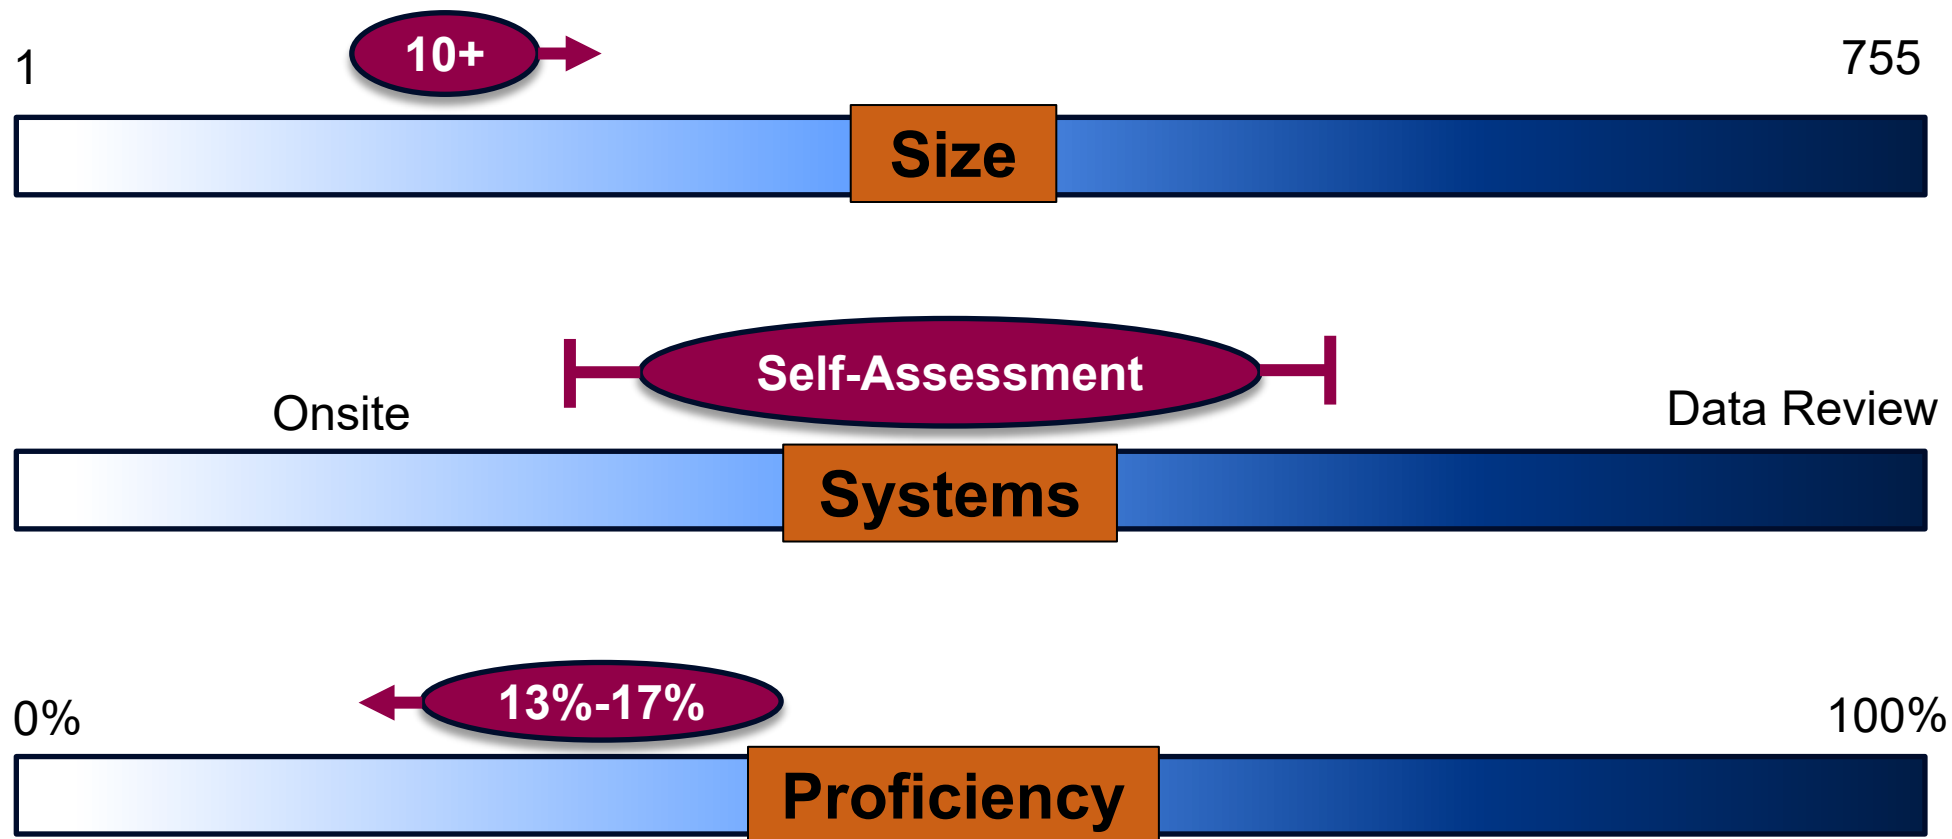 10+
1
755
Size
Self-Assessment
Onsite
Data Review
Systems
13%-17%
0%
100%
Proficiency